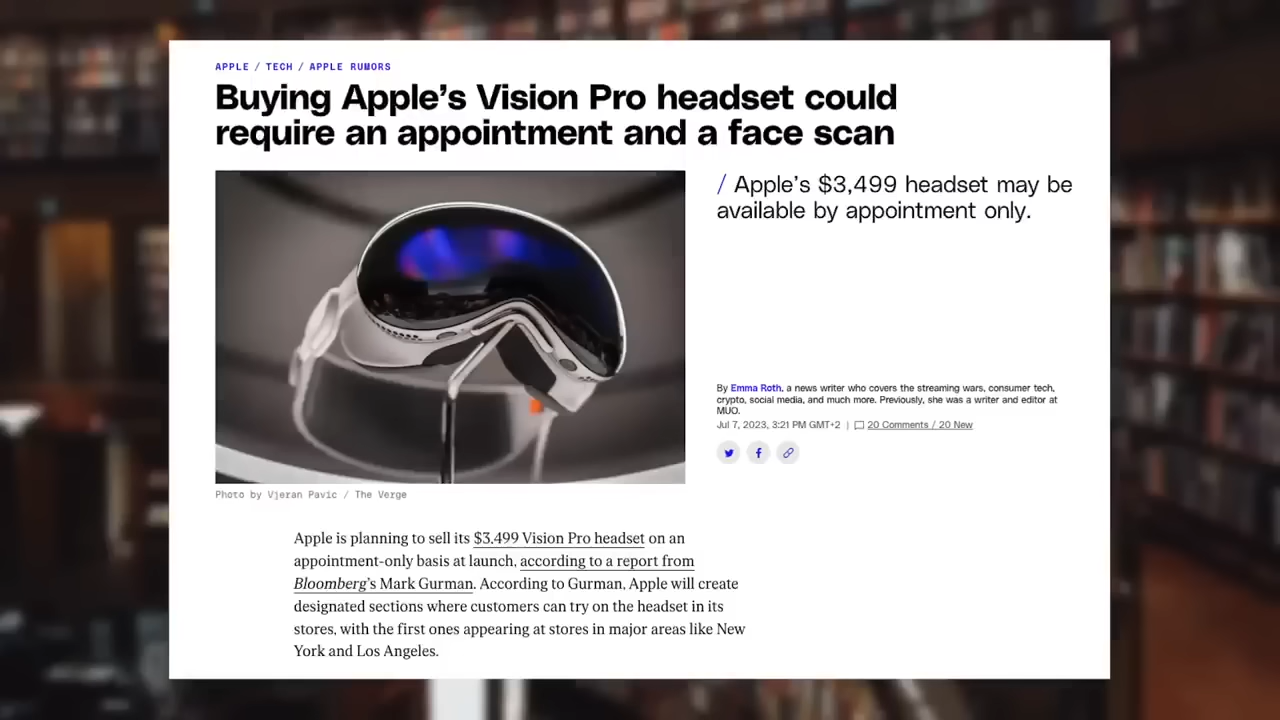 APPLE / TECH / APPLE RUMORS
Buying Apple’s Vision Pro headset could
require an appointment and a face scan
/ Apple’s $3,499 headset may be
available by appointment only.
By Emma Roth, a news writer who covers the streaming wars, consumer tech,
crypto, social media, and much more. Previously, she was a writer and editor at
MUO.
Jul 7, 2023, 3:21 PM GMT+2 | 20 Comments / 20 New
Photo by Vjeran Pavic / The Verge
Apple is planning to sell its $3,499 Vision Pro headset on an
appointment-only basis at launch, according to a report from
Bloomberg’s Mark Gurman. According to Gurman, Apple will create
designated sections where customers can try on the headset in its
stores, with the first ones appearing at stores in major areas like New
York and Los Angeles.